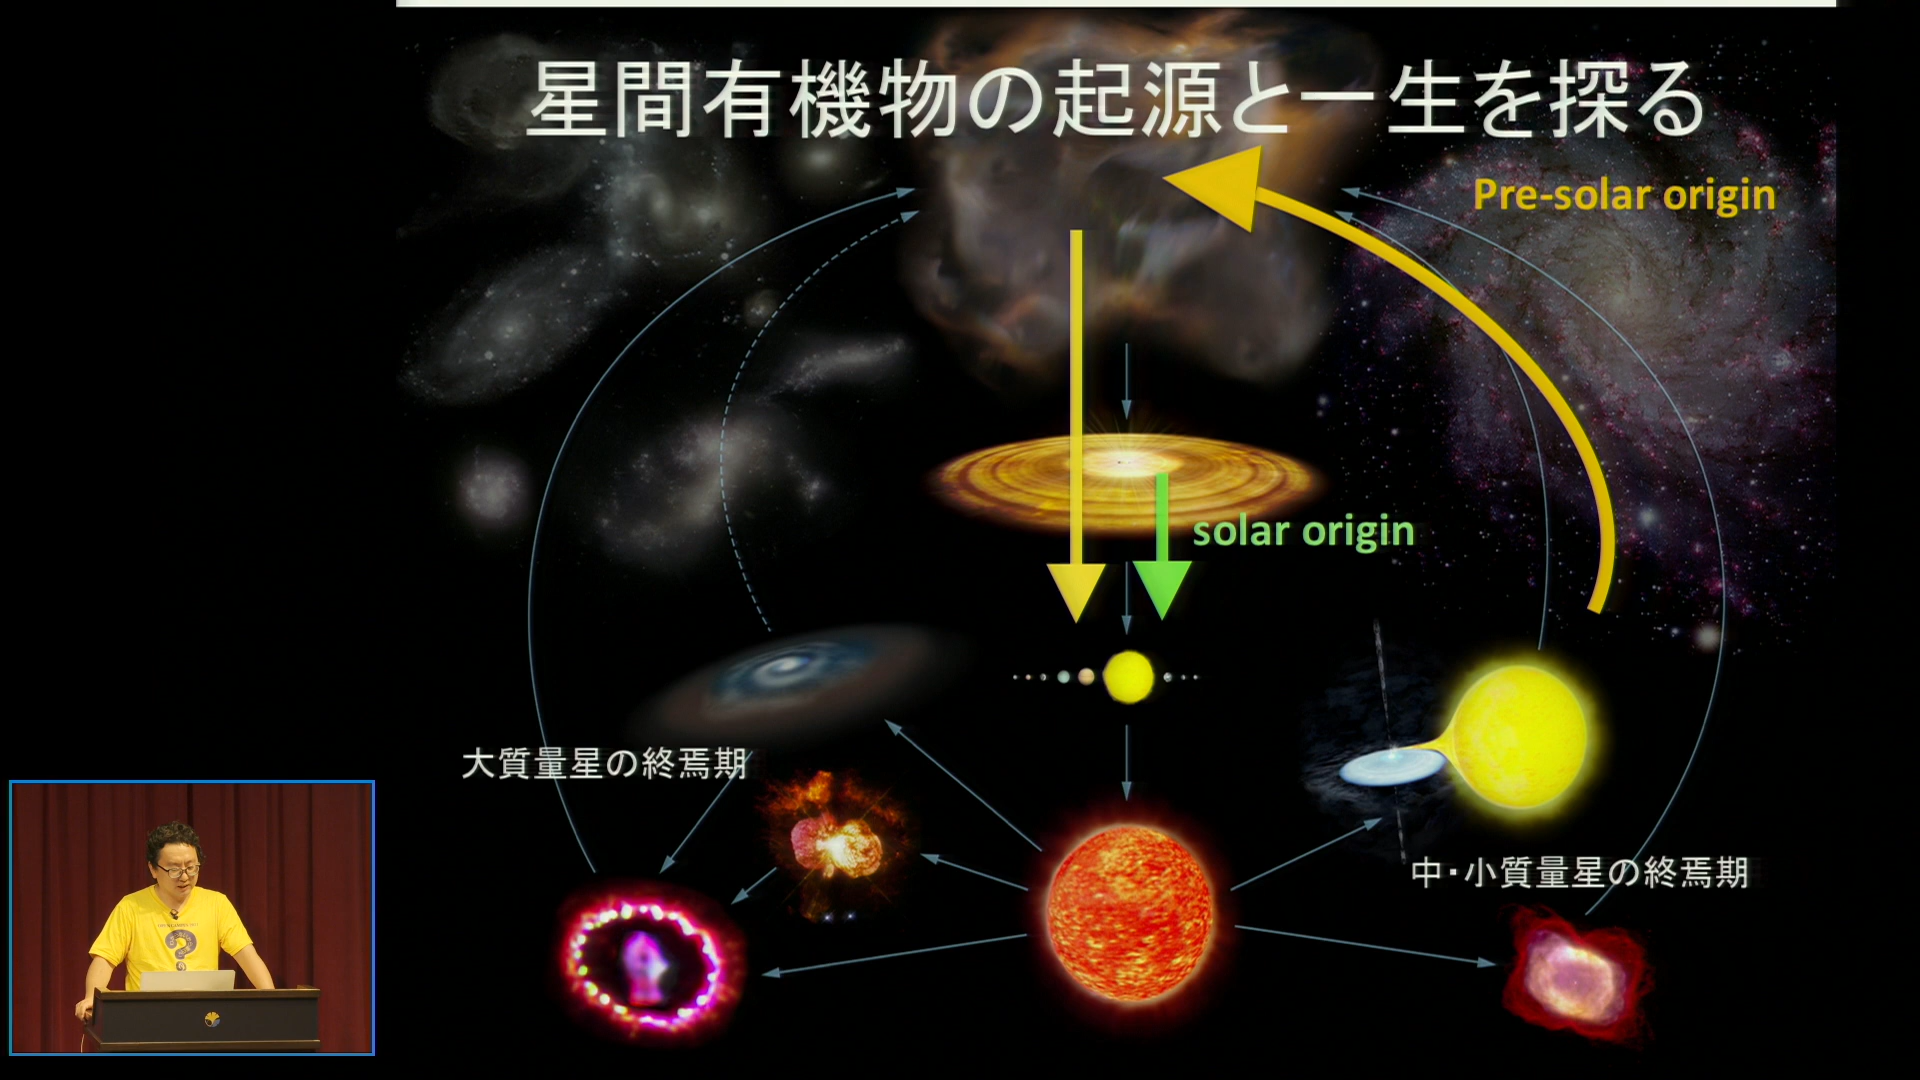 星間有機物の起源と一生を探る
Pre-solar origin
solar origin
大質量星の終焉期
中・小質量星の終焉期
?